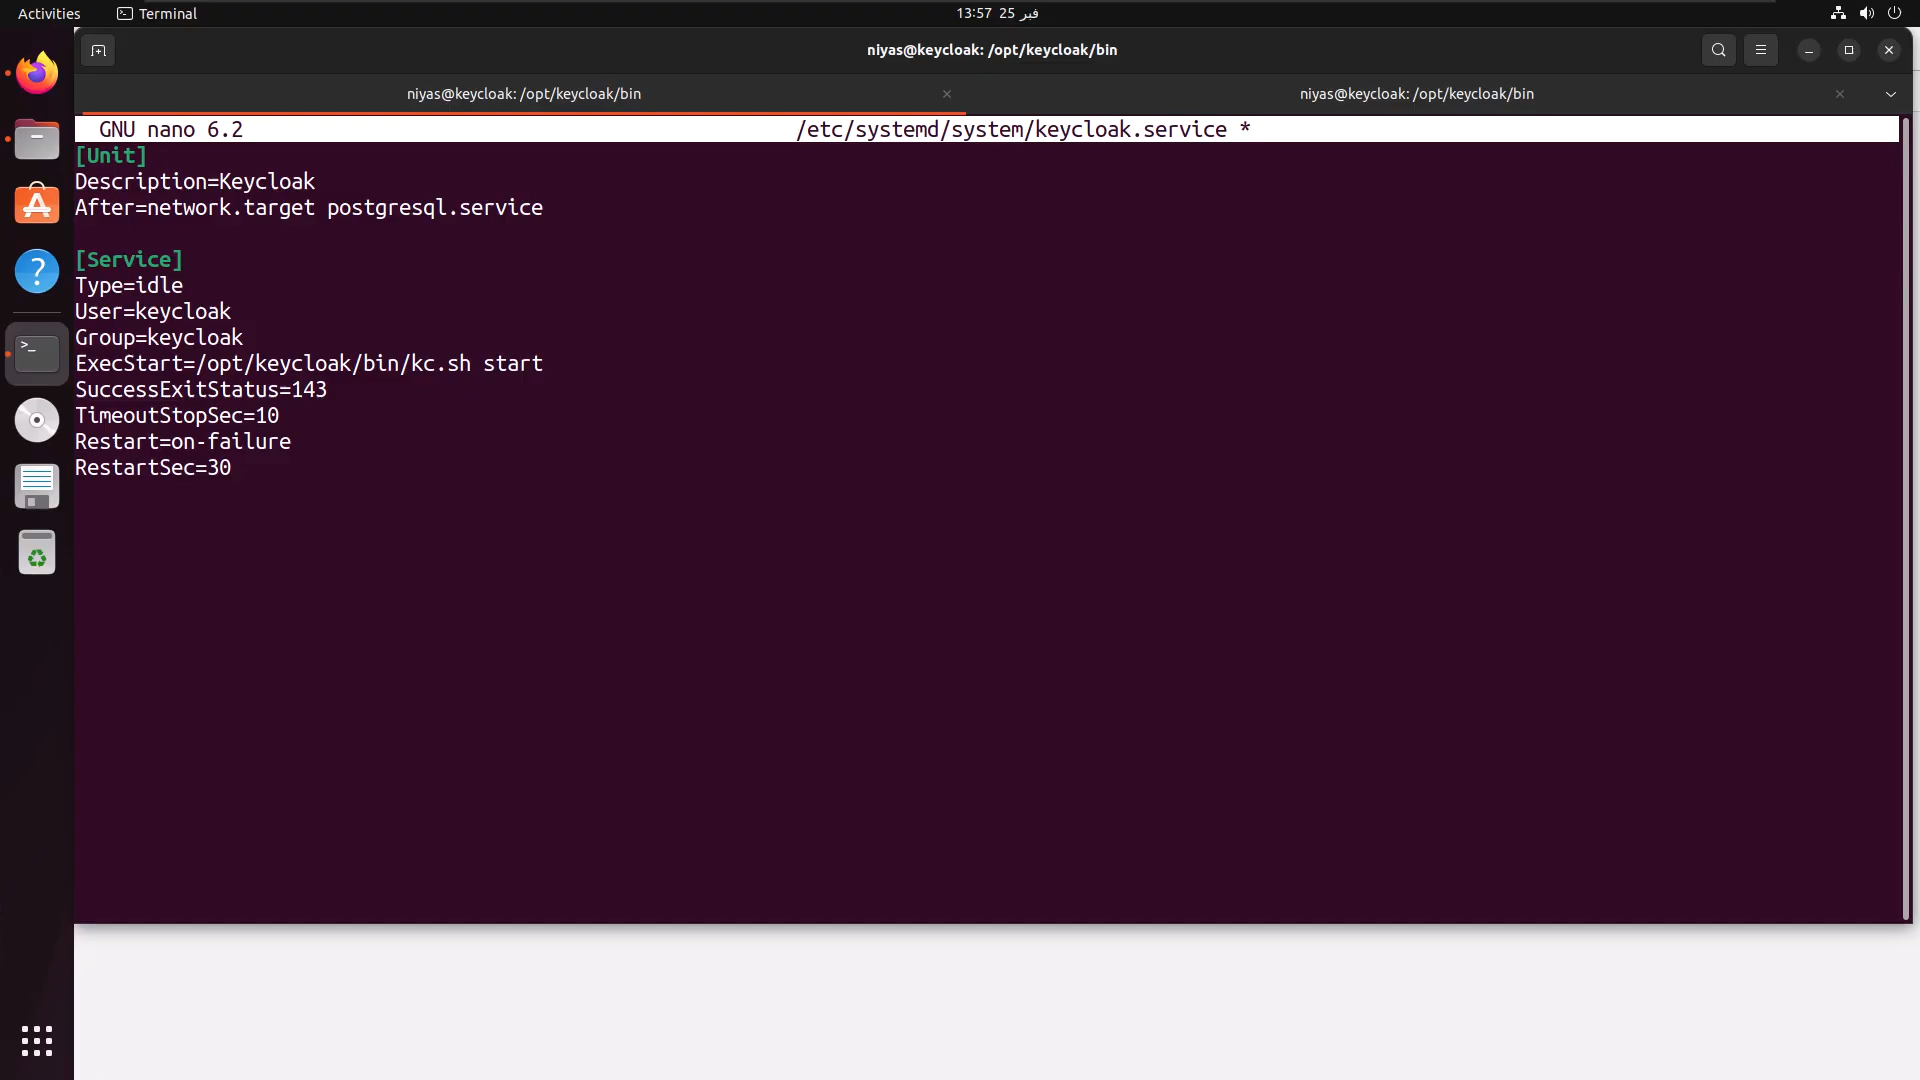 Activities
Terminal
13:57 25 فبر
niyas@keycloak: /opt/keycloak/bin
niyas@keycloak: /opt/keycloak/bin
niyas@keycloak: /opt/keycloak/bin
GNU nano 6.2 /etc/systemd/system/keycloak.service *
[Unit]
Description=Keycloak
After=network.target postgresql.service
[Service]
Type=idle
User=keycloak
Group=keycloak
ExecStart=/opt/keycloak/bin/kc.sh start
SuccessExitStatus=143
TimeoutStopSec=10
Restart=on-failure
RestartSec=30